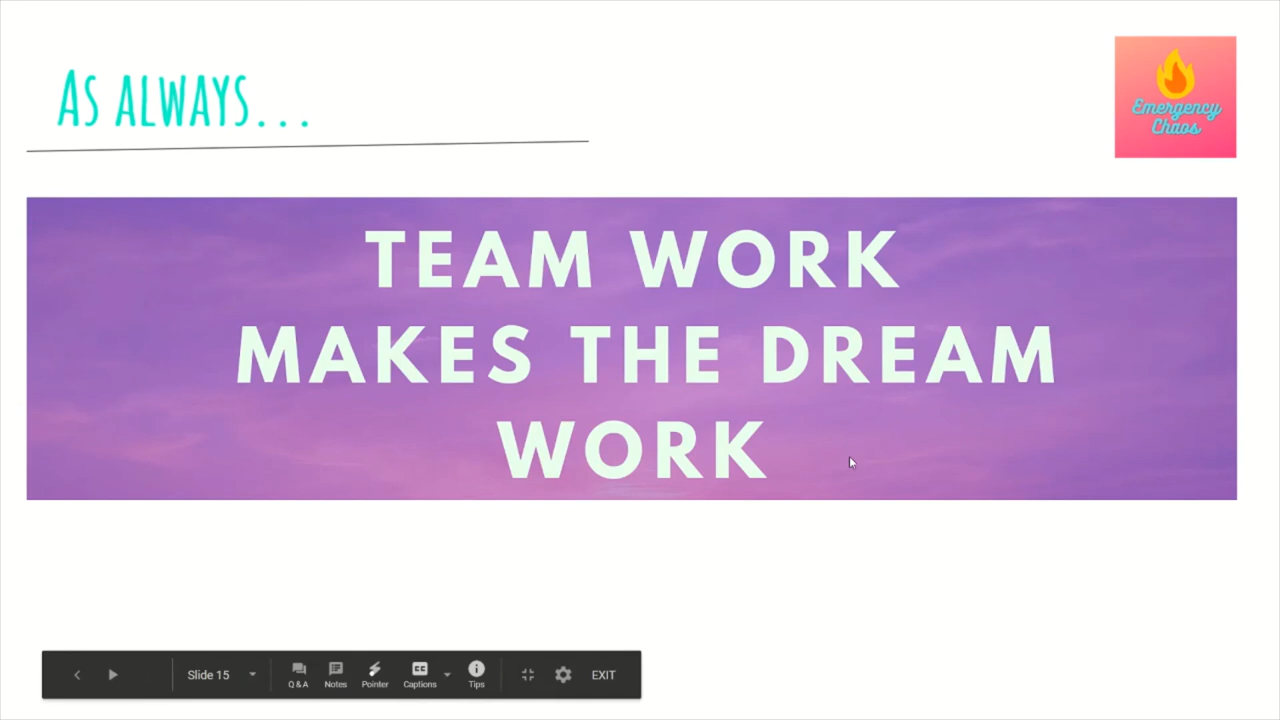 As always...
Emergency
Chaos
TEAM WORK
MAKES THE DREAM
WORK
Slide 15
Q & A
Notes
Pointer
Captions
Tips
EXIT